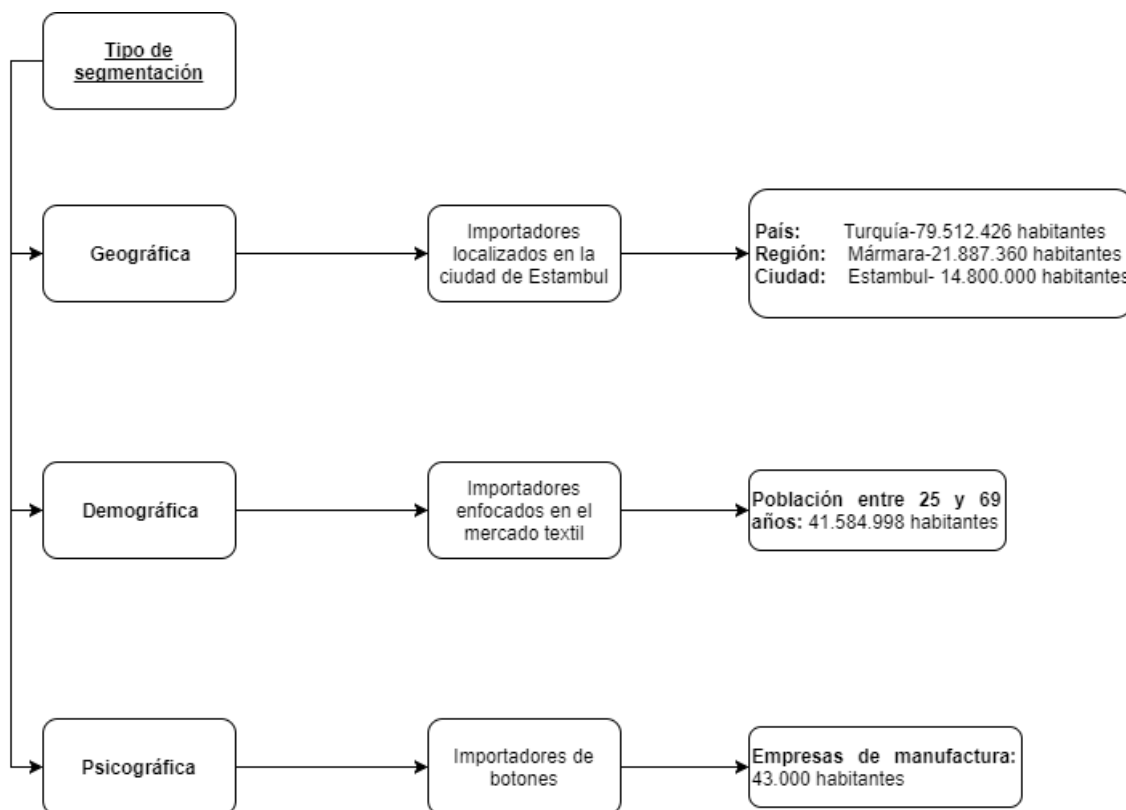 Tipo de
segmentación
Geográfica
Importadores
localizados en la
ciudad de Estambul
País: Turquía-79.512.426 habitantes
Región: Mármara-21.887.360 habitantes
Ciudad: Estambul- 14.800.000 habitantes
Demográfica
Importadores
enfocados en el
mercado textil
Población entre 25 y 69
años: 41.584.998 habitantes
Psicográfica
Importadores de
botones
Empresas de manufactura:
43.000 habitantes